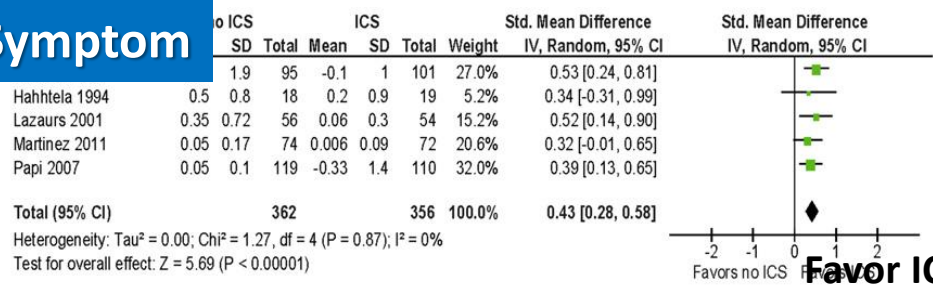 Symptom
no ICS ICS Std. Mean Difference Std. Mean Difference
SD Total Mean SD Total Weight IV, Random, 95% CI IV, Random, 95% CI
1.9 95 -0.1 1 101 27.0% 0.53 [0.24, 0.81]
Hahhtela 1994 0.5 0.8 18 0.2 0.9 19 5.2% 0.34 [-0.31, 0.99]
Lazaurs 2001 0.35 0.72 56 0.06 0.3 54 15.2% 0.52 [0.14, 0.90]
Martinez 2011 0.05 0.17 74 0.006 0.09 72 20.6% 0.32 [-0.01, 0.65]
Papi 2007 0.05 0.1 119 -0.33 1.4 110 32.0% 0.39 [0.13, 0.65]
Total (95% CI) 362 356 100.0% 0.43 [0.28, 0.58]
Heterogeneity: Tau² = 0.00; Chi² = 1.27, df = 4 (P = 0.87); I² = 0%
Test for overall effect: Z = 5.69 (P < 0.00001)
-2 -1 0 1 2
Favors no ICS
Favor IC